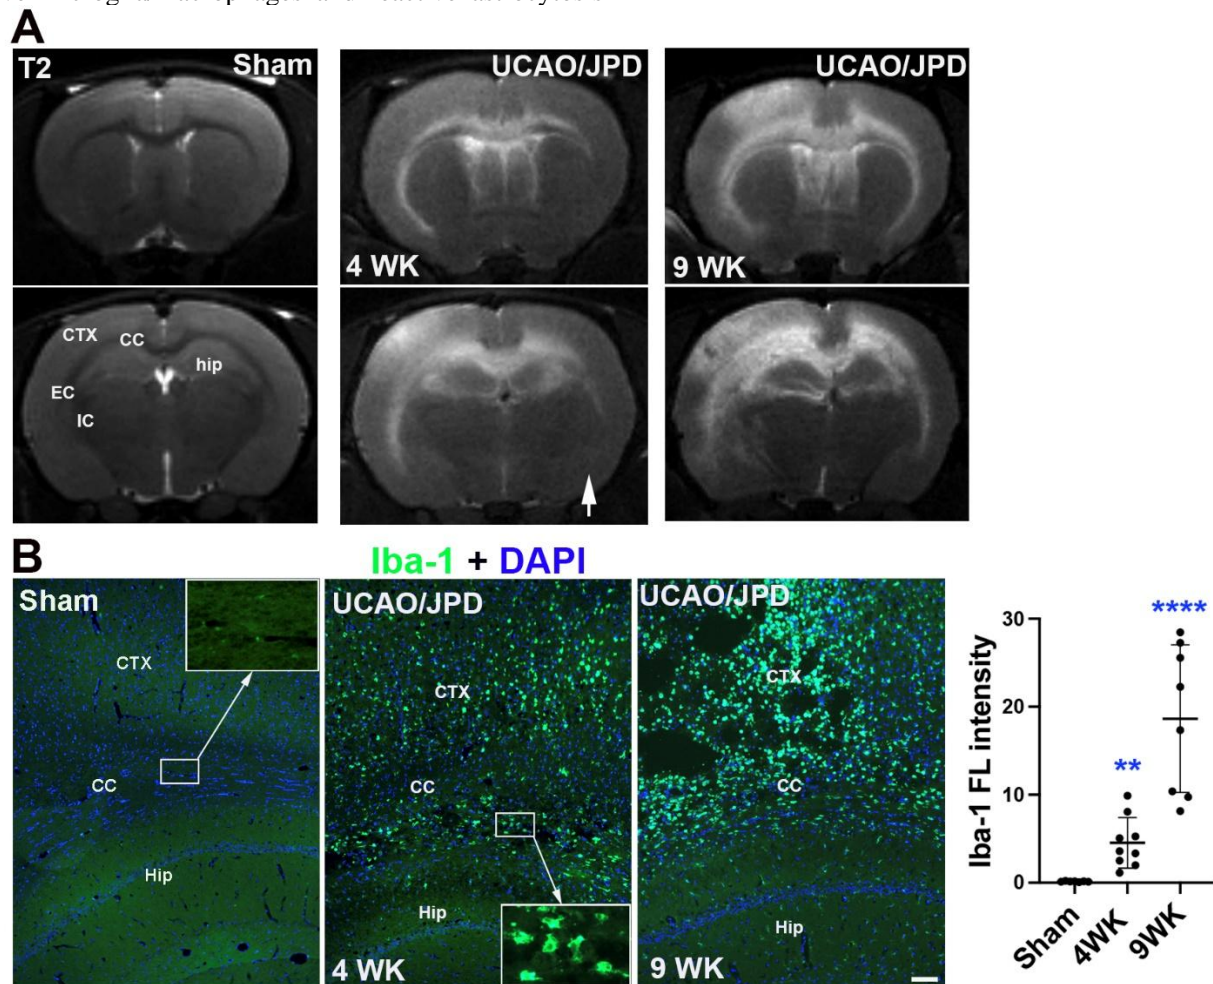 A
T2 Sham
UCAO/JPD
UCAO/JPD
4 WK
9 WK
CTX
CC
hip
EC
IC
B
Iba-1 + DAPI
Sham
CTX
CC
Hip
UCAO/JPD
CTX
CC
Hip
4 WK
UCAO/JPD
CTX
CC
Hip
9 WK
Iba-1 FL intensity
30
20
10
0
**
****
Sham
4WK
9WK